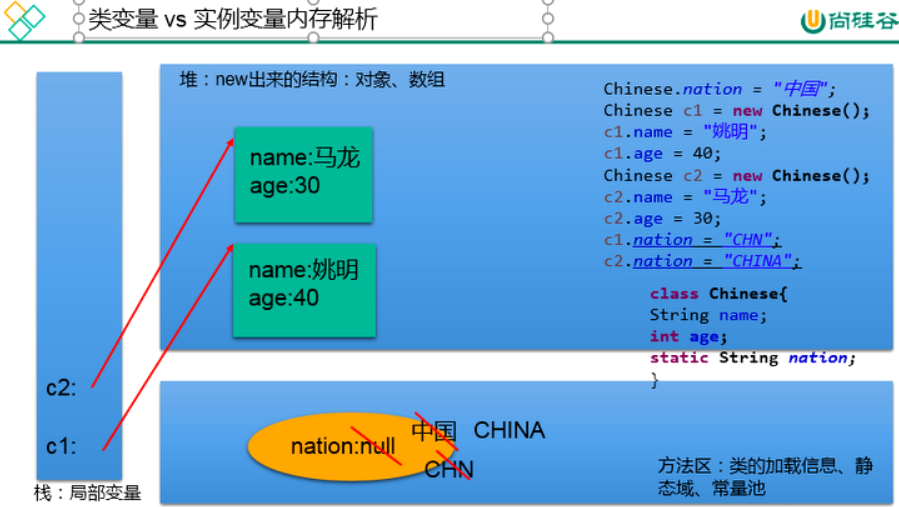 类变量 vs 实例变量内存解析
尚硅谷
堆：new出来的结构：对象、数组
name:马龙
age:30
name:姚明
age:40
Chinese.nation = "中国";
Chinese c1 = new Chinese();
c1.name = "姚明";
c1.age = 40;
Chinese c2 = new Chinese();
c2.name = "马龙";
c2.age = 30;
c1.nation = "CHN";
c2.nation = "CHINA";
class Chinese{
String name;
int age;
static String nation;
}
c2:
c1:
栈：局部变量
nation:null 中国 CHINA
CHN
方法区：类的加载信息、静
态域、常量池